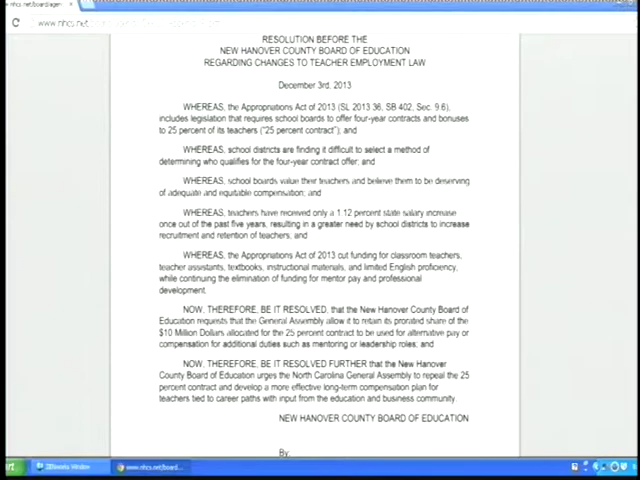 www.nhcs.net/board/agen
www.nhcs.net
RESOLUTION BEFORE THE
NEW HANOVER COUNTY BOARD OF EDUCATION
REGARDING CHANGES TO TEACHER EMPLOYMENT LAW
December 3rd, 2013
WHEREAS, the Appropriations Act of 2013 (SL 2013 36, SB 402, Sec. 9.6),
includes legislation that requires school boards to offer four-year contracts and bonuses
to 25 percent of its teachers ("25 percent contract"); and
WHEREAS, school districts are finding it difficult to select a method of
determining who qualifies for the four-year contract offer; and
WHEREAS, school boards value their teachers and believe them to be deserving
of adequate and equitable compensation; and
WHEREAS, teachers have received only a 1.12 percent state salary increase
once out of the past five years, resulting in a greater need by school districts to increase
recruitment and retention of teachers; and
WHEREAS, the Appropriations Act of 2013 cut funding for classroom teachers,
teacher assistants, textbooks, instructional materials, and limited English proficiency,
while continuing the elimination of funding for mentor pay and professional
development.
NOW, THEREFORE, BE IT RESOLVED, that the New Hanover County Board of
Education requests that the General Assembly allow it to retain its prorated share of the
$10 Million Dollars allocated for the 25 percent contract to be used for alternative pay or
compensation for additional duties such as mentoring or leadership roles; and
NOW, THEREFORE, BE IT RESOLVED FURTHER that the New Hanover
County Board of Education urges the North Carolina General Assembly to repeal the 25
percent contract and develop a more effective long-term compensation plan for
teachers tied to career paths with input from the education and business community.
NEW HANOVER COUNTY BOARD OF EDUCATION
By:
www.nhcs.net/board...